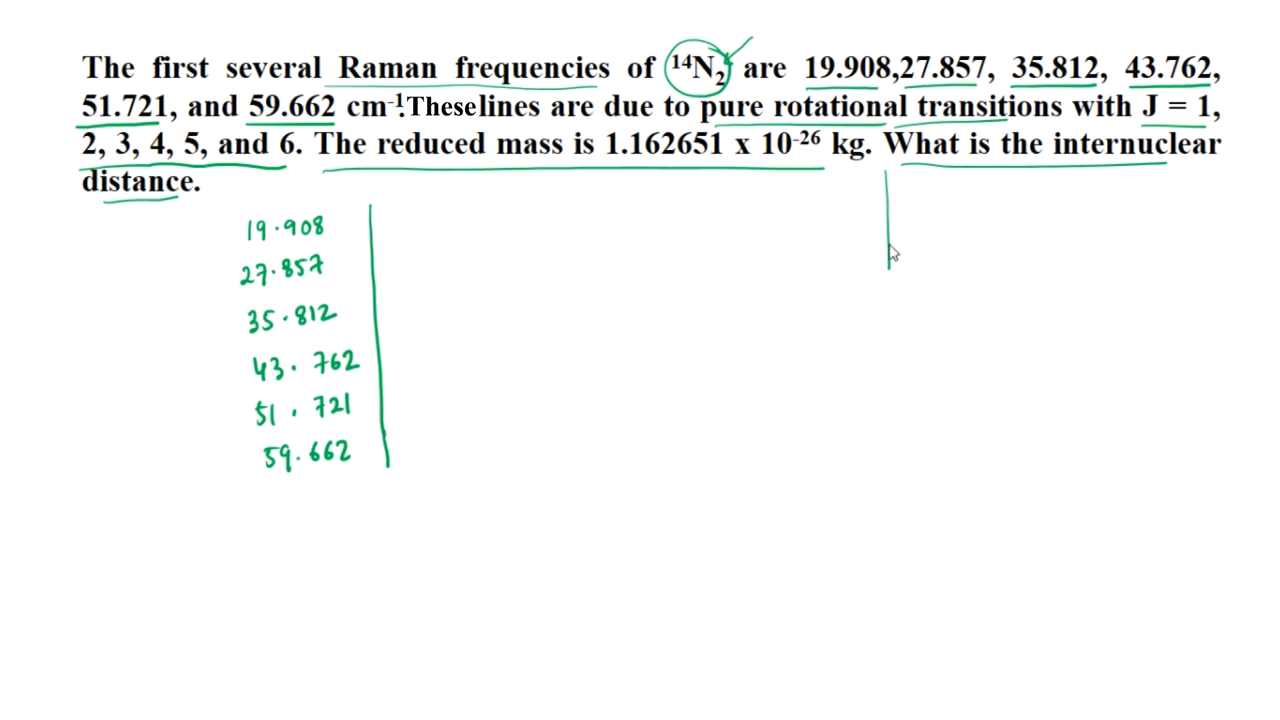 The first several Raman frequencies of ¹⁴N₂ are 19.908,27.857, 35.812, 43.762,
51.721, and 59.662 cm⁻¹.These lines are due to pure rotational transitions with J = 1,
2, 3, 4, 5, and 6. The reduced mass is 1.162651 x 10⁻²⁶ kg. What is the internuclear
distance.
19.908
27.857
35.812
43.762
51.721
59.662